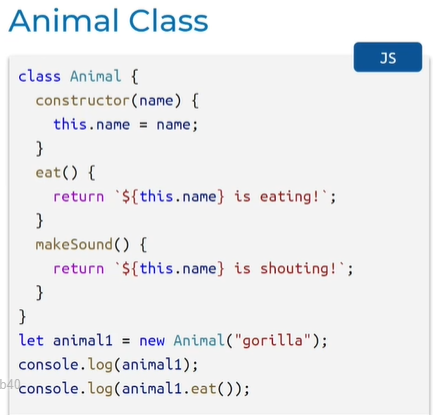 Animal Class
JS
class Animal {
  constructor(name) {
    this.name = name;
  }
  eat() {
    return `${this.name} is eating!`;
  }
  makeSound() {
    return `${this.name} is shouting!`;
  }
}
let animal1 = new Animal("gorilla");
console.log(animal1);
b40
console.log(animal1.eat());